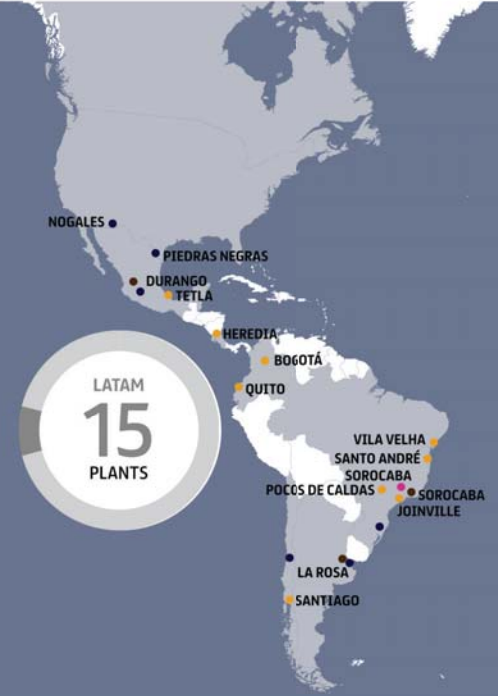 NOGALES
PIEDRAS NEGRAS
DURANGO
TETLA
HEREDIA
BOGOTÁ
QUITO
LATAM
15
PLANTS
VILA VELHA
SANTO ANDRÉ
SOROCABA
POCOS DE CALDAS
SOROCABA
JOINVILLE
LA ROSA
SANTIAGO